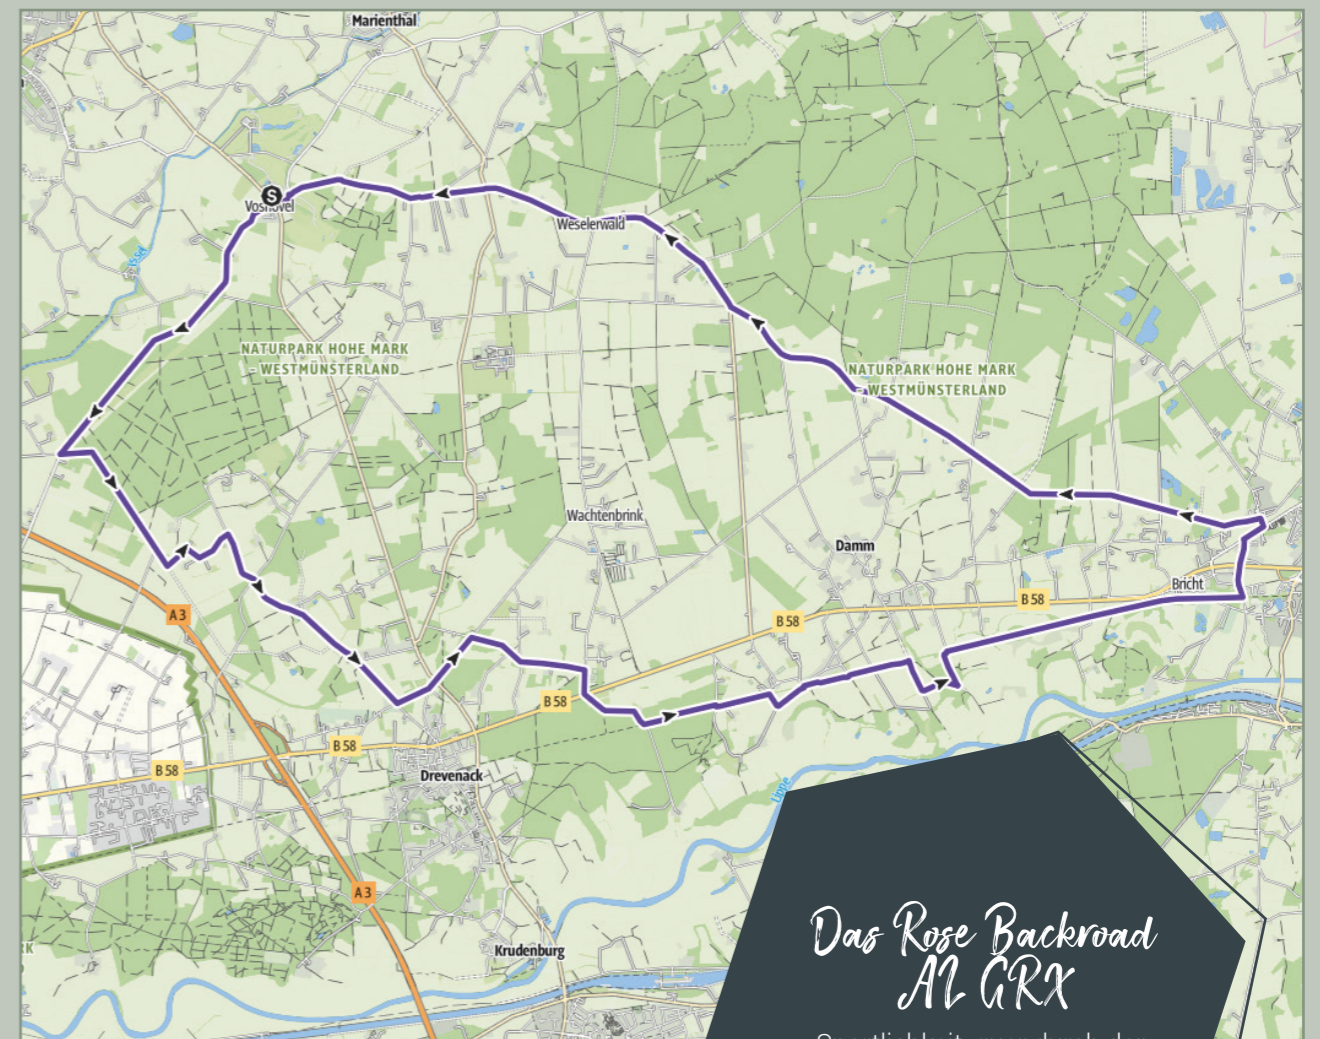 Marienthal
S
Voshövel
Weselerwald
Issel
NATURPARK HOHE MARK
- WESTMÜNSTERLAND
NATURPARK HOHE MARK
- WESTMÜNSTERLAND
Wachtenbrink
Damm
Bricht
B 58
A 3
B 58
B 58
B 58
B 58
Drevenack
Lippe
A 3
Krudenburg
Das Rose Backroad
AL GRX